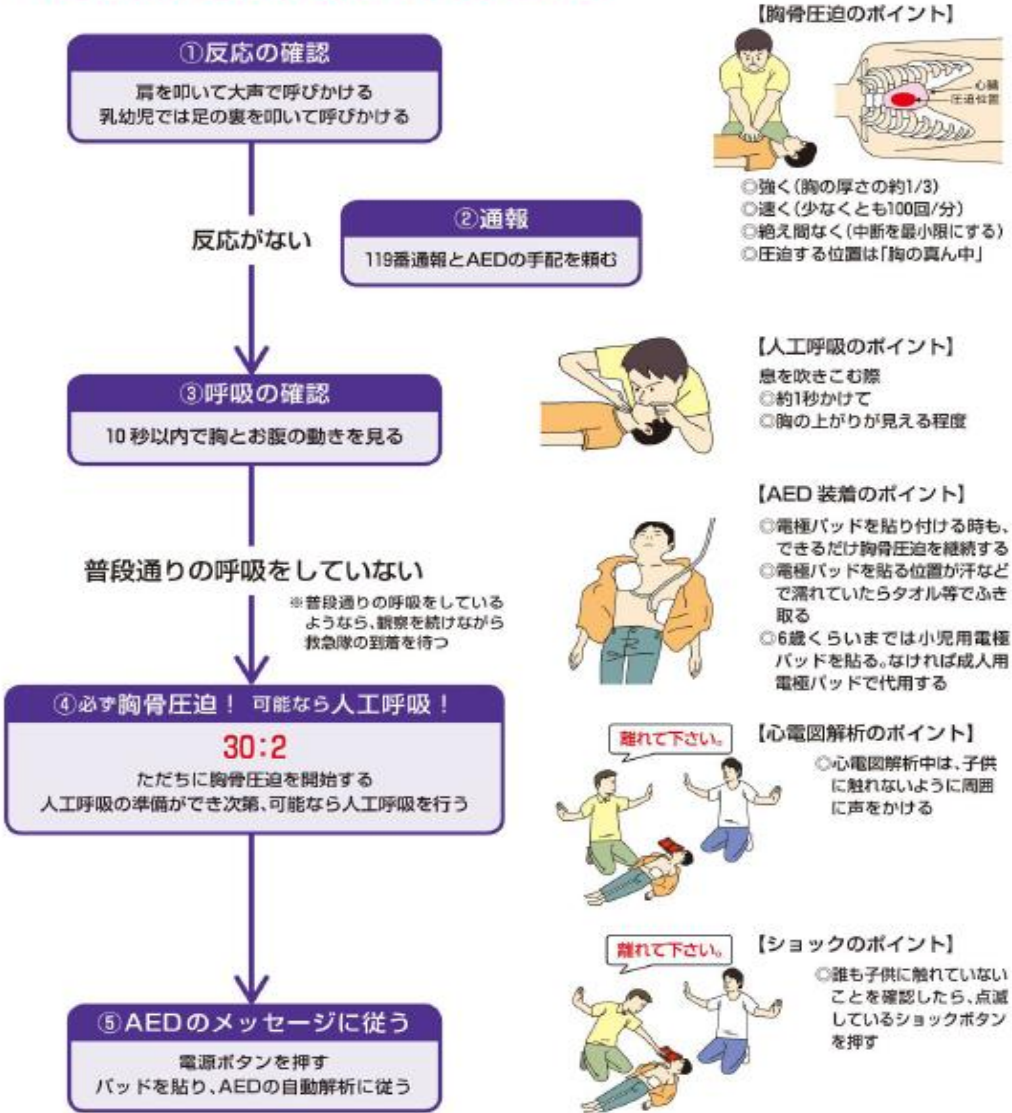 ①反応の確認
肩を叩いて大声で呼びかける
乳幼児では足の裏を叩いて呼びかける
反応がない
②通報
119番通報とAEDの手配を頼む
③呼吸の確認
10秒以内で胸とお腹の動きを見る
普段通りの呼吸をしていない
※普段通りの呼吸をしている
ようなら、観察を続けながら
救急隊の到着を待つ
④必ず胸骨圧迫！ 可能なら人工呼吸！
30:2
ただちに胸骨圧迫を開始する
人工呼吸の準備ができ次第、可能なら人工呼吸を行う
⑤AEDのメッセージに従う
電源ボタンを押す
パッドを貼り、AEDの自動解析に従う
【胸骨圧迫のポイント】
心臓
圧迫位置
◎強く(胸の厚さの約1/3)
◎速く(少なくとも100回/分)
◎絶え間なく(中断を最小限にする)
◎圧迫する位置は「胸の真ん中」
【人工呼吸のポイント】
息を吹きこむ際
◎約1秒かけて
◎胸の上がりが見える程度
【AED 装着のポイント】
◎電極パッドを貼り付ける時も、
できるだけ胸骨圧迫を継続する
◎電極パッドを貼る位置が汗など
で濡れていたらタオル等でふき
取る
◎6歳くらいまでは小児用電極
パッドを貼る。なければ成人用
電極パッドで代用する
離れて下さい。
【心電図解析のポイント】
◎心電図解析中は、子供
に触れないように周囲
に声をかける
離れて下さい。
【ショックのポイント】
◎誰も子供に触れていない
ことを確認したら、点滅
しているショックボタン
を押す